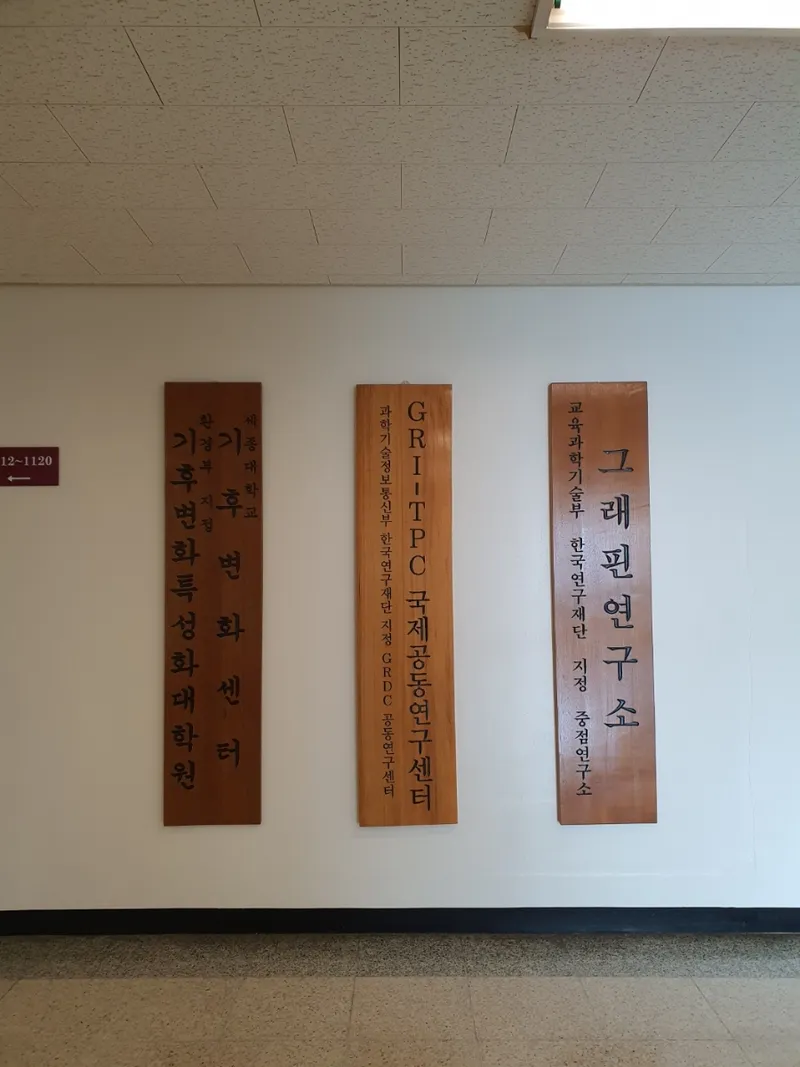 12~1120
세종대학교
기후변화센터
환경부 지정
기후변화특성화대학원
GRI-TPC 국제공동연구센터
과학기술정보통신부 한국연구재단 지정 GRDC 공동연구센터
그래핀연구소
교육과학기술부 한국연구재단 지정 중점연구소